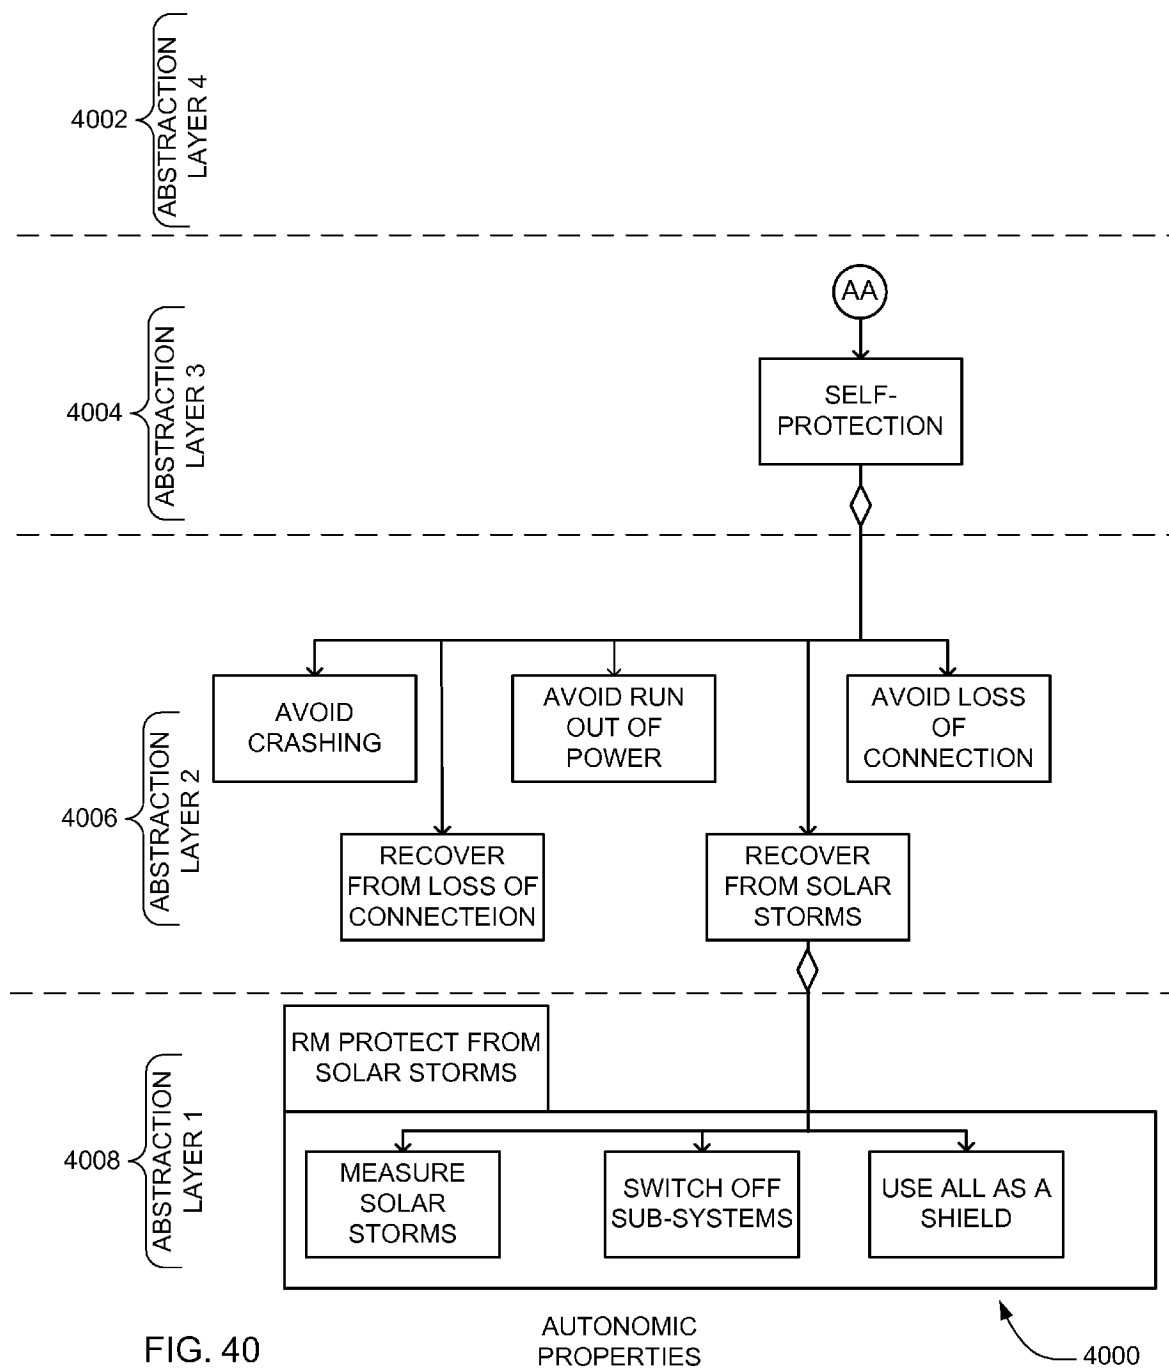 4002
ABSTRACTION
LAYER 4
AA
4004
ABSTRACTION
LAYER 3
SELF-
PROTECTION
4006
ABSTRACTION
LAYER 2
AVOID
CRASHING
AVOID RUN
OUT OF
POWER
AVOID LOSS
OF
CONNECTION
RECOVER
FROM LOSS OF
CONNECTEION
RECOVER
FROM SOLAR
STORMS
4008
ABSTRACTION
LAYER 1
RM PROTECT FROM
SOLAR STORMS
MEASURE
SOLAR
STORMS
SWITCH OFF
SUB-SYSTEMS
USE ALL AS A
SHIELD
FIG. 40
AUTONOMIC
PROPERTIES
4000